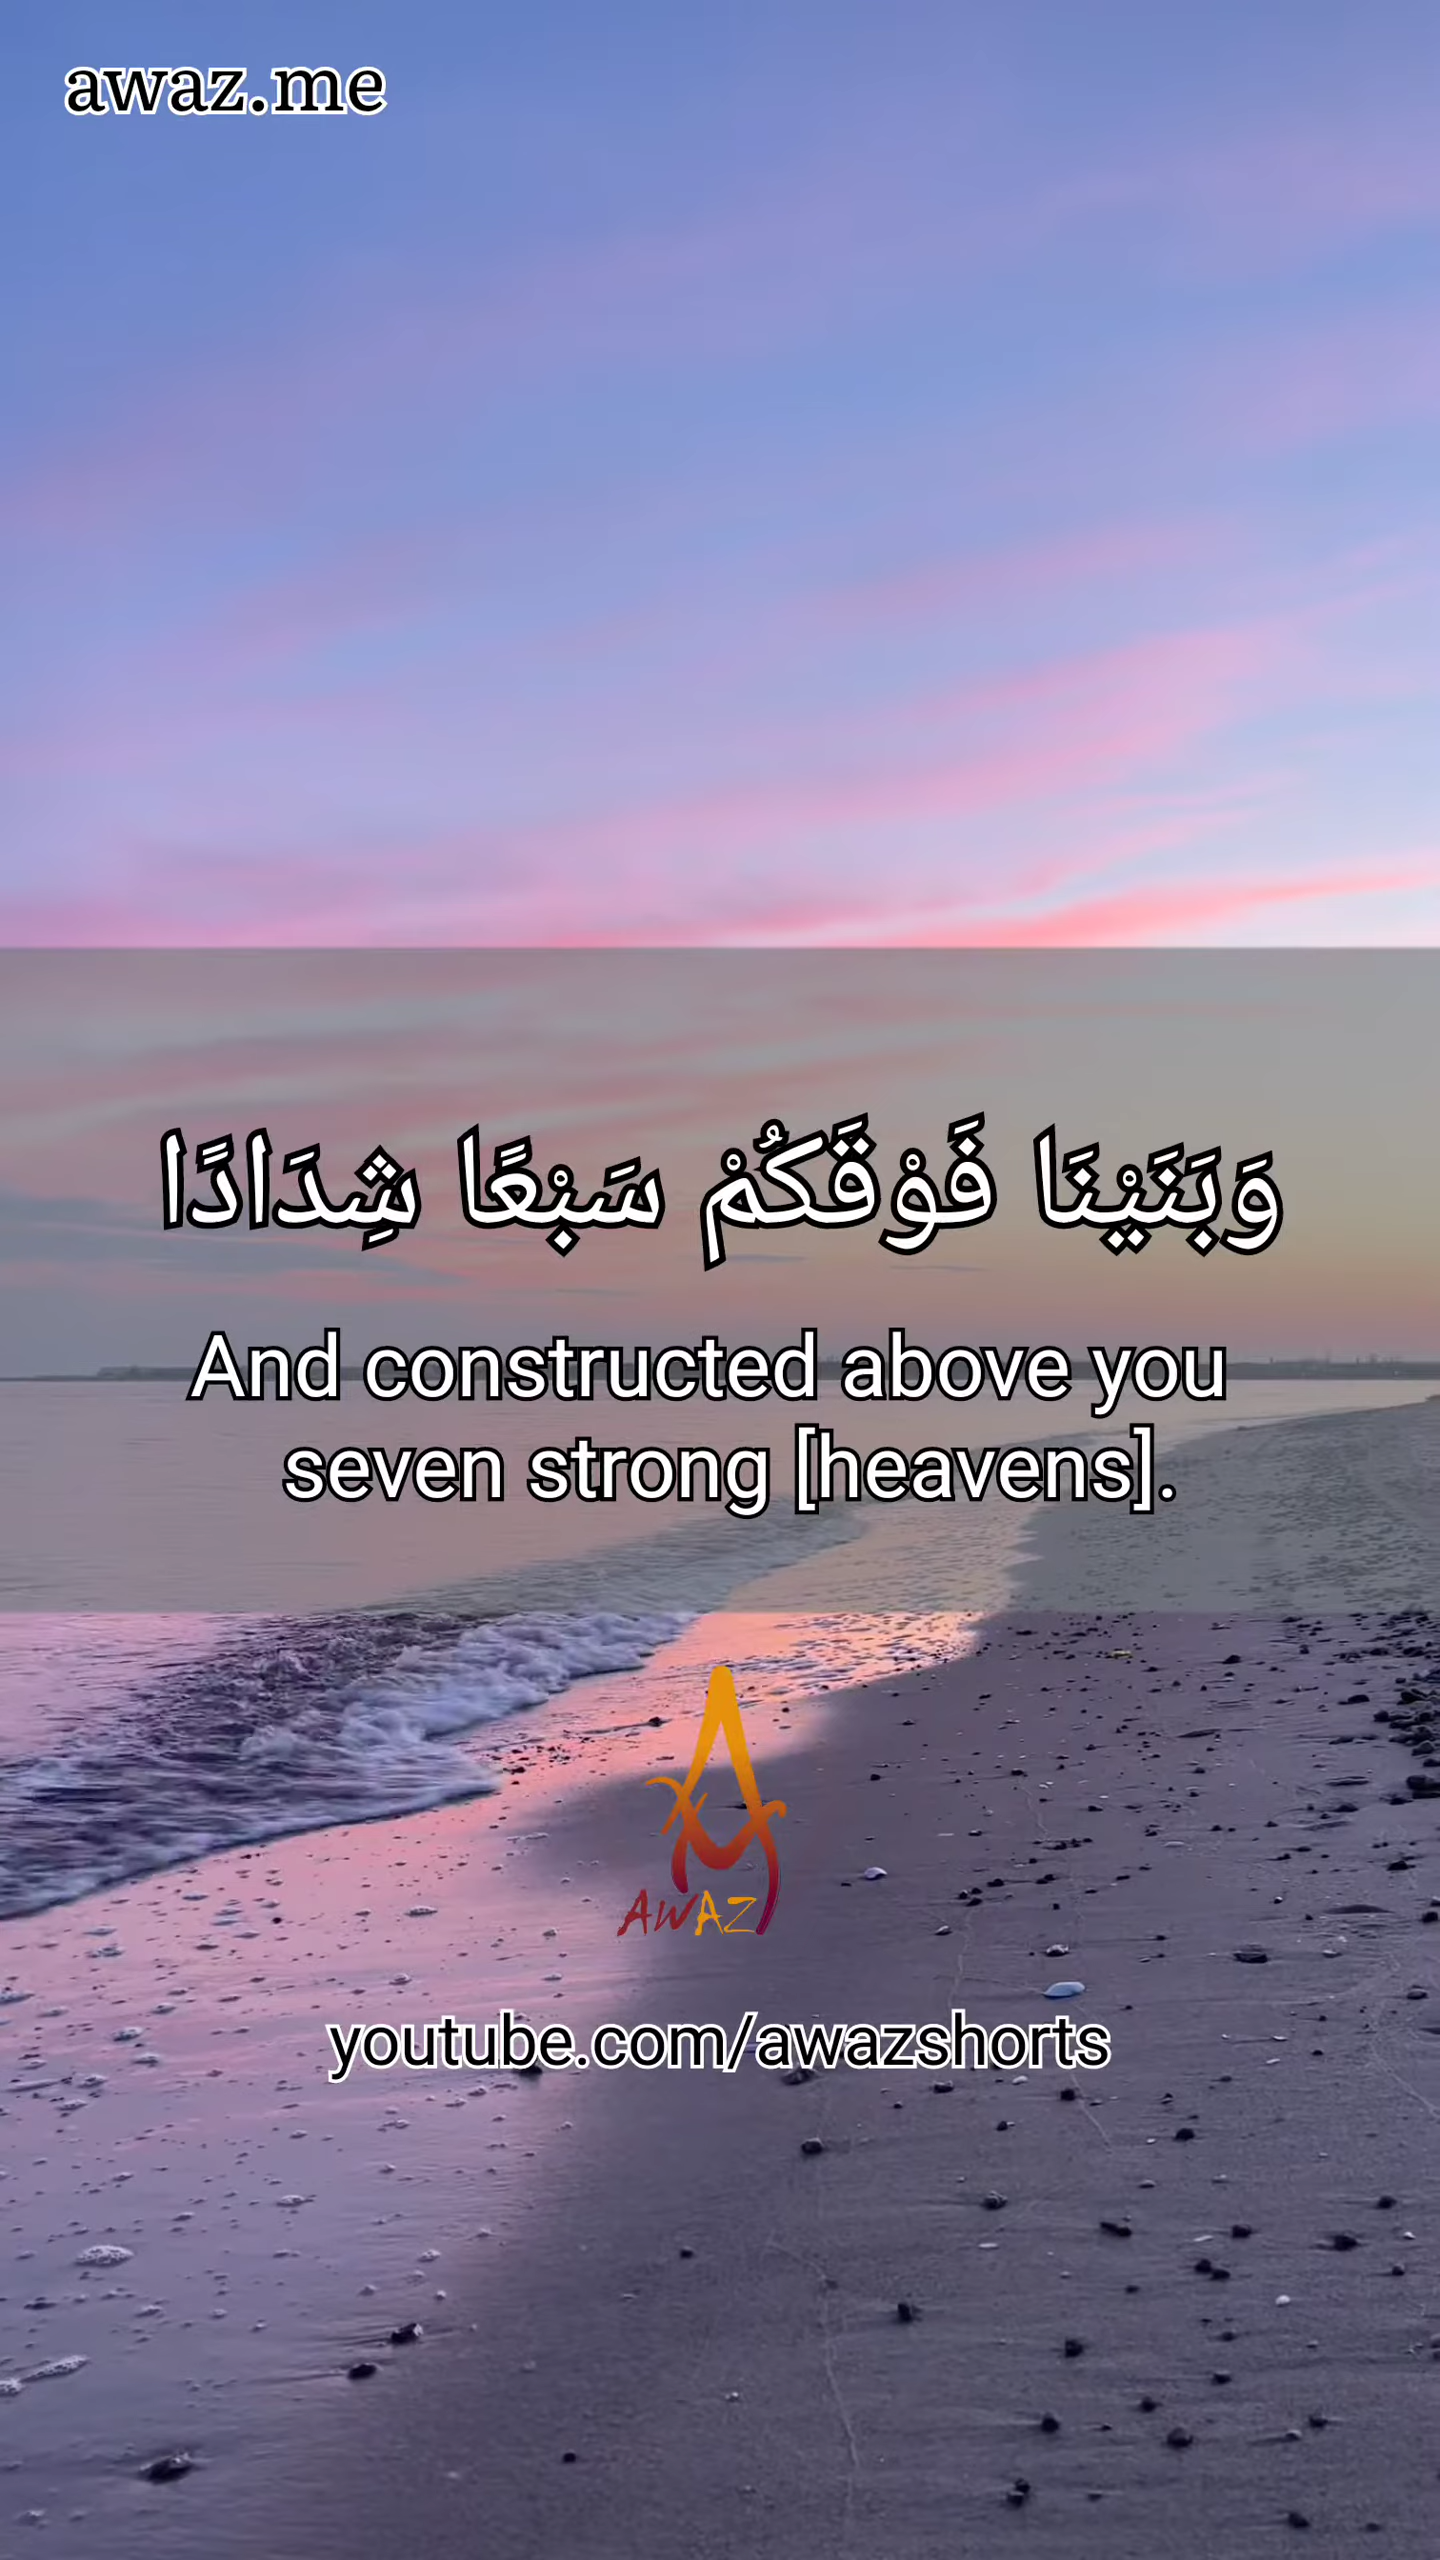 awaz.me
وَبَنَيْنَا فَوْقَكُمْ سَبْعًا شِدَادًا
And constructed above you
seven strong [heavens].
AWAZ
youtube.com/awazshorts